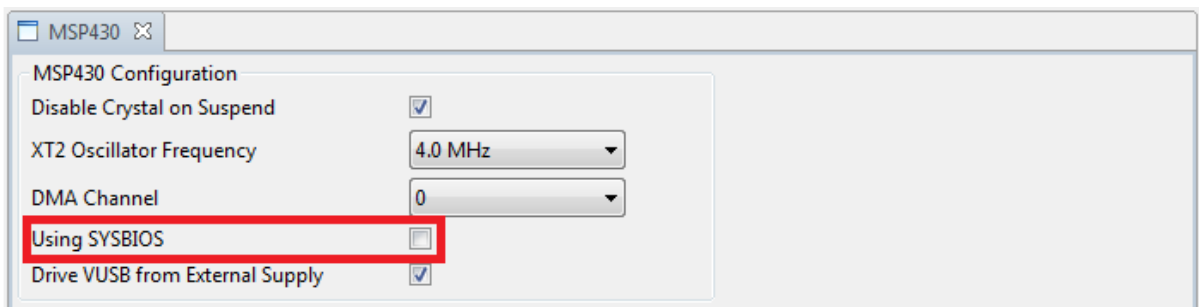 MSP430
MSP430 Configuration
Disable Crystal on Suspend
XT2 Oscillator Frequency 4.0 MHz
DMA Channel 0
Using SYSBIOS
Drive VUSB from External Supply